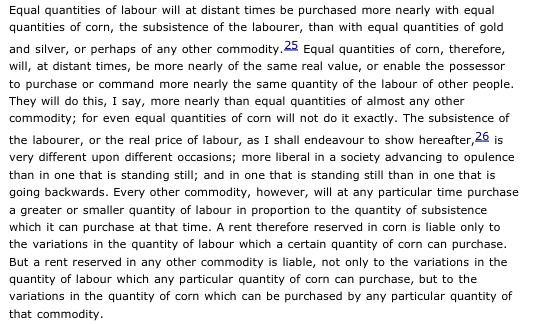 Equal quantities of labour will at distant times be purchased more nearly with equal
quantities of corn, the subsistence of the labourer, than with equal quantities of gold
and silver, or perhaps of any other commodity.25 Equal quantities of corn, therefore,
will, at distant times, be more nearly of the same real value, or enable the possessor
to purchase or command more nearly the same quantity of the labour of other people.
They will do this, I say, more nearly than equal quantities of almost any other
commodity; for even equal quantities of corn will not do it exactly. The subsistence of
the labourer, or the real price of labour, as I shall endeavour to show hereafter,26 is
very different upon different occasions; more liberal in a society advancing to opulence
than in one that is standing still; and in one that is standing still than in one that is
going backwards. Every other commodity, however, will at any particular time purchase
a greater or smaller quantity of labour in proportion to the quantity of subsistence
which it can purchase at that time. A rent therefore reserved in corn is liable only to
the variations in the quantity of labour which a certain quantity of corn can purchase.
But a rent reserved in any other commodity is liable, not only to the variations in the
quantity of labour which any particular quantity of corn can purchase, but to the
variations in the quantity of corn which can be purchased by any particular quantity of
that commodity.